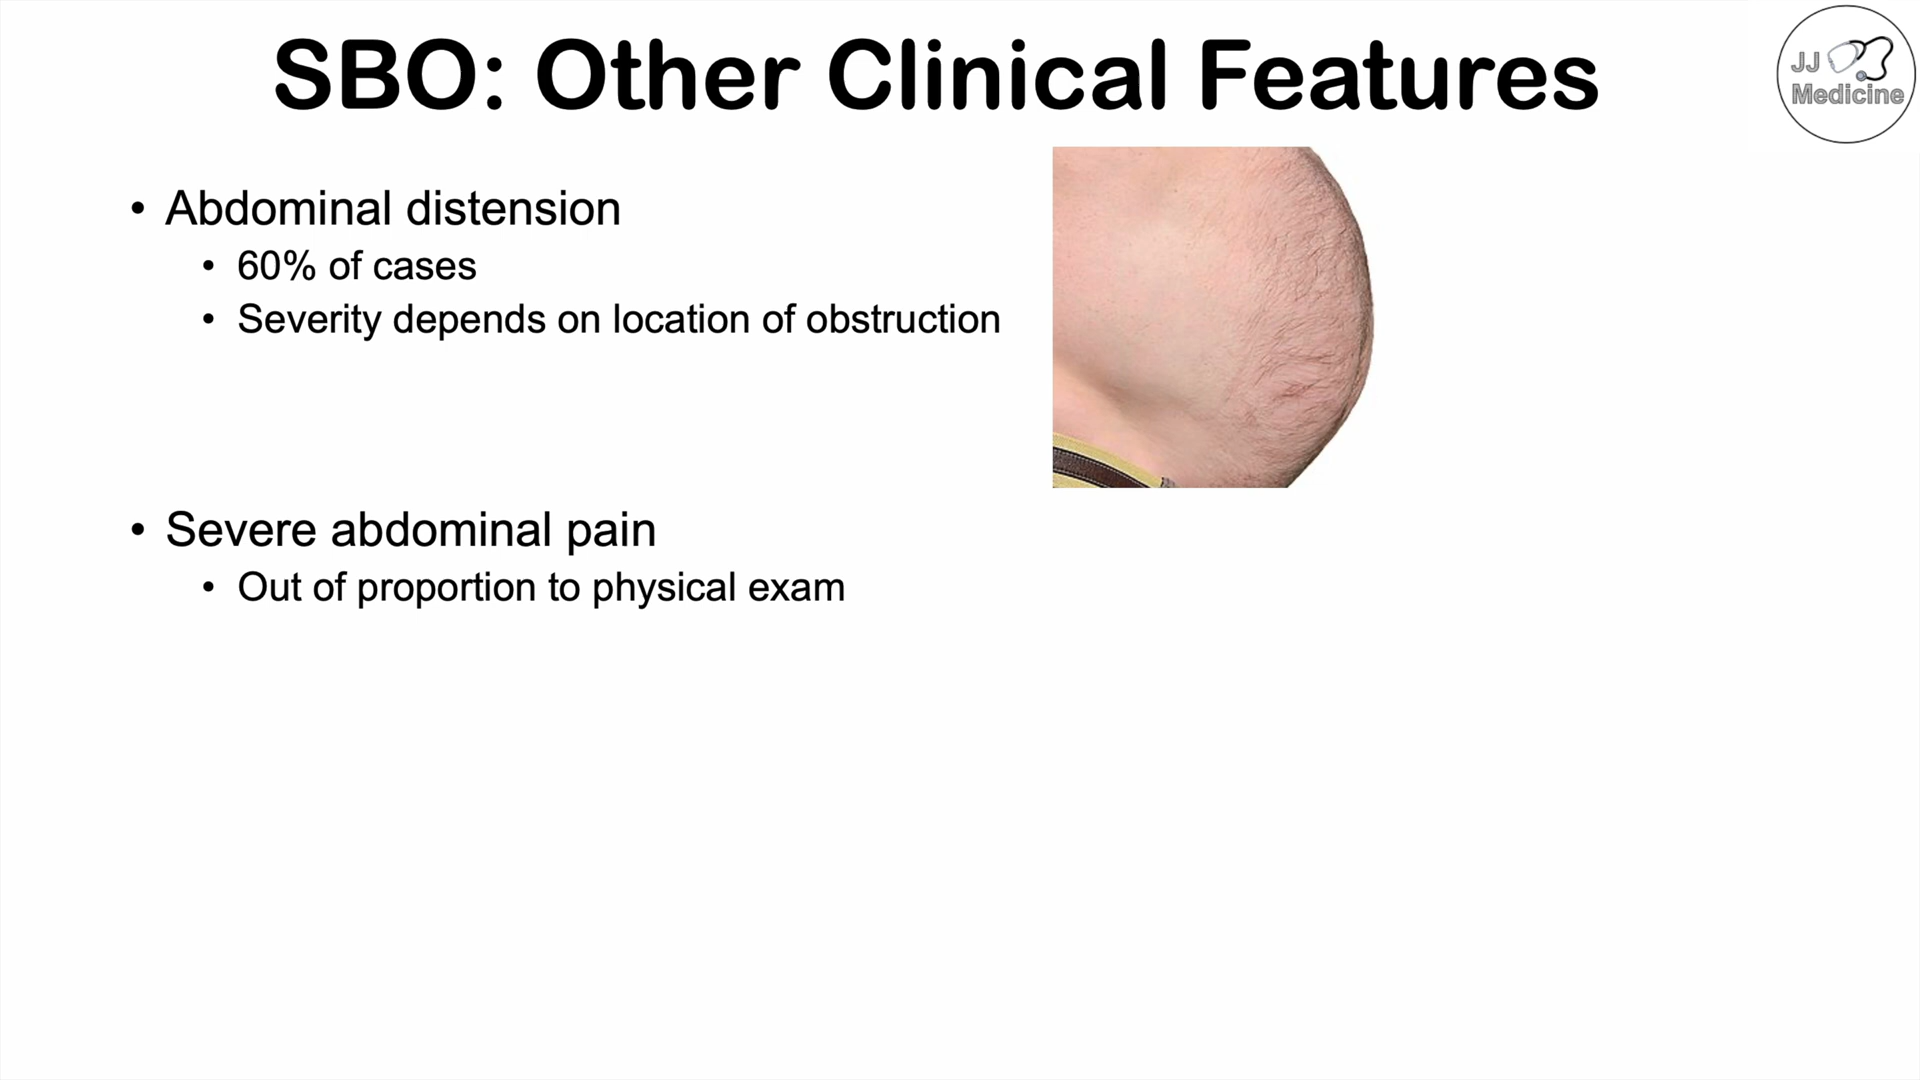 SBO: Other Clinical Features
JJ
Medicine
• Abdominal distension
• 60% of cases
• Severity depends on location of obstruction
• Severe abdominal pain
• Out of proportion to physical exam